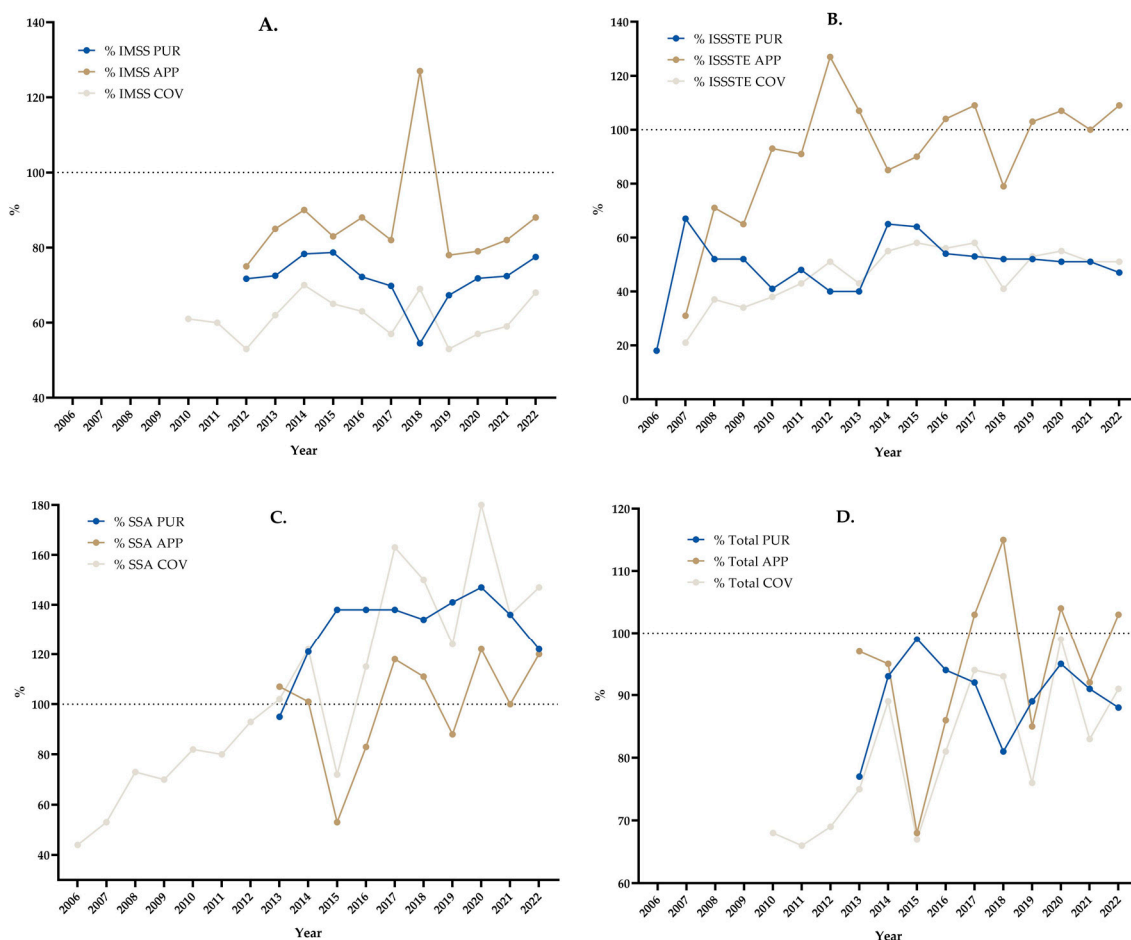 A.
% IMSS PUR
% IMSS APP
% IMSS COV
140
120
100
80
60
40
%
2006 2007 2008 2009 2010 2011 2012 2013 2014 2015 2016 2017 2018 2019 2020 2021 2022
Year
B.
% ISSSTE PUR
% ISSSTE APP
% ISSSTE COV
140
120
100
80
60
40
20
0
%
2006 2007 2008 2009 2010 2011 2012 2013 2014 2015 2016 2017 2018 2019 2020 2021 2022
Year
C.
% SSA PUR
% SSA APP
% SSA COV
180
160
140
120
100
80
60
40
%
2006 2007 2008 2009 2010 2011 2012 2013 2014 2015 2016 2017 2018 2019 2020 2021 2022
Year
D.
% Total PUR
% Total APP
% Total COV
120
110
100
90
80
70
60
%
2006 2007 2008 2009 2010 2011 2012 2013 2014 2015 2016 2017 2018 2019 2020 2021 2022
Year